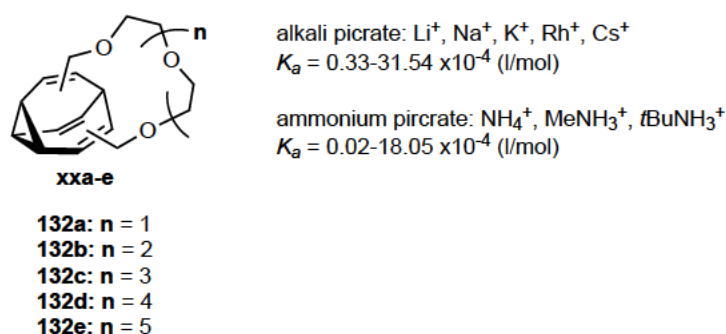 O
n
O
O
alkali picrate: Li⁺, Na⁺, K⁺, Rh⁺, Cs⁺
Kₐ = 0.33-31.54 x10⁻⁴ (l/mol)
ammonium pircrate: NH₄⁺, MeNH₃⁺, tBuNH₃⁺
Kₐ = 0.02-18.05 x10⁻⁴ (l/mol)
xxa-e
132a: n = 1
132b: n = 2
132c: n = 3
132d: n = 4
132e: n = 5